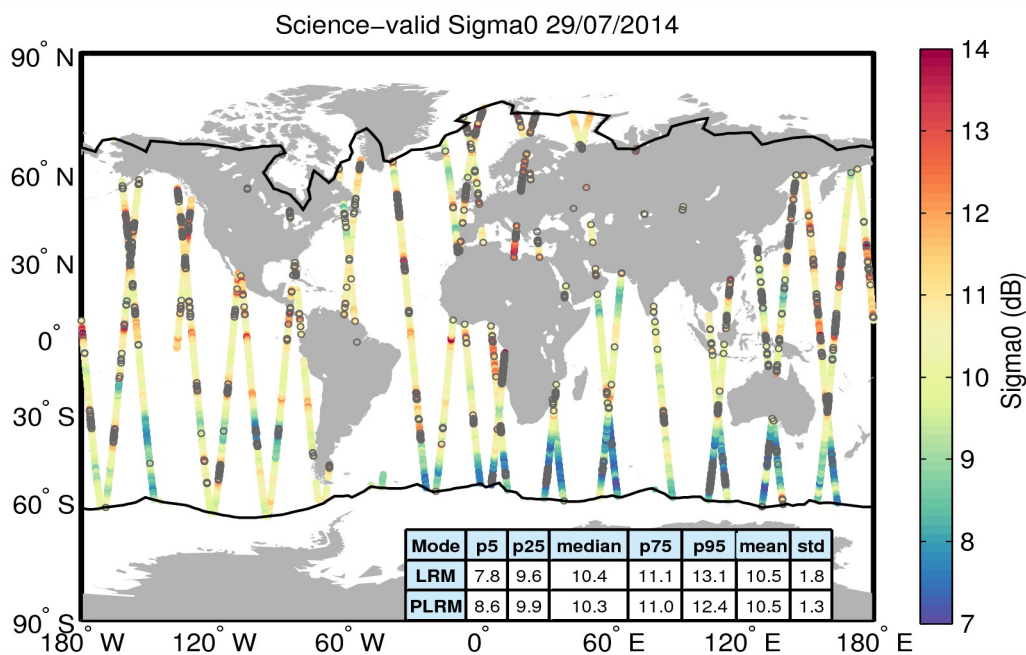 Science−valid Sigma0 29/07/2014
90° N
60° N
30° N
0°
30° S
60° S
90° S
180° W
120° W
60° W
0°
60° E
120° E
180° E
Mode p5 p25 median p75 p95 mean std
LRM 7.8 9.6 10.4 11.1 13.1 10.5 1.8
PLRM 8.6 9.9 10.3 11.0 12.4 10.5 1.3
14
13
12
11
10
9
8
7
Sigma0 (dB)